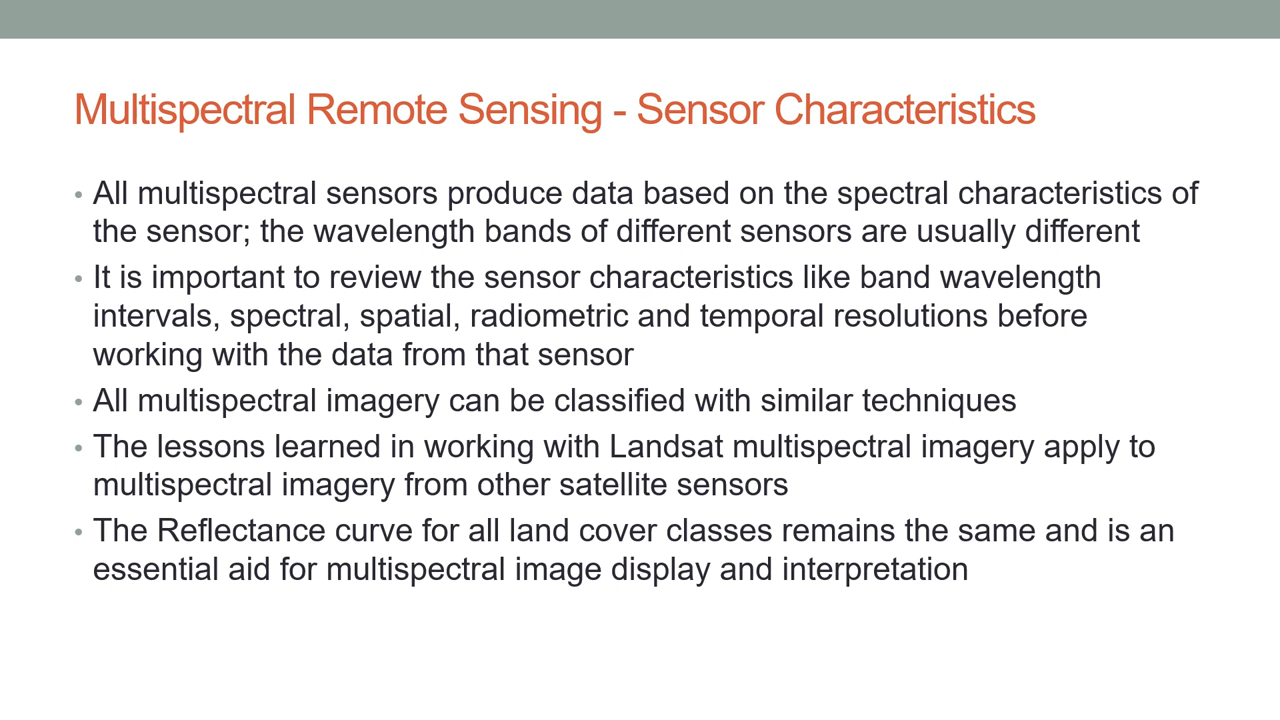 Multispectral Remote Sensing - Sensor Characteristics
• All multispectral sensors produce data based on the spectral characteristics of
the sensor; the wavelength bands of different sensors are usually different
• It is important to review the sensor characteristics like band wavelength
intervals, spectral, spatial, radiometric and temporal resolutions before
working with the data from that sensor
• All multispectral imagery can be classified with similar techniques
• The lessons learned in working with Landsat multispectral imagery apply to
multispectral imagery from other satellite sensors
• The Reflectance curve for all land cover classes remains the same and is an
essential aid for multispectral image display and interpretation